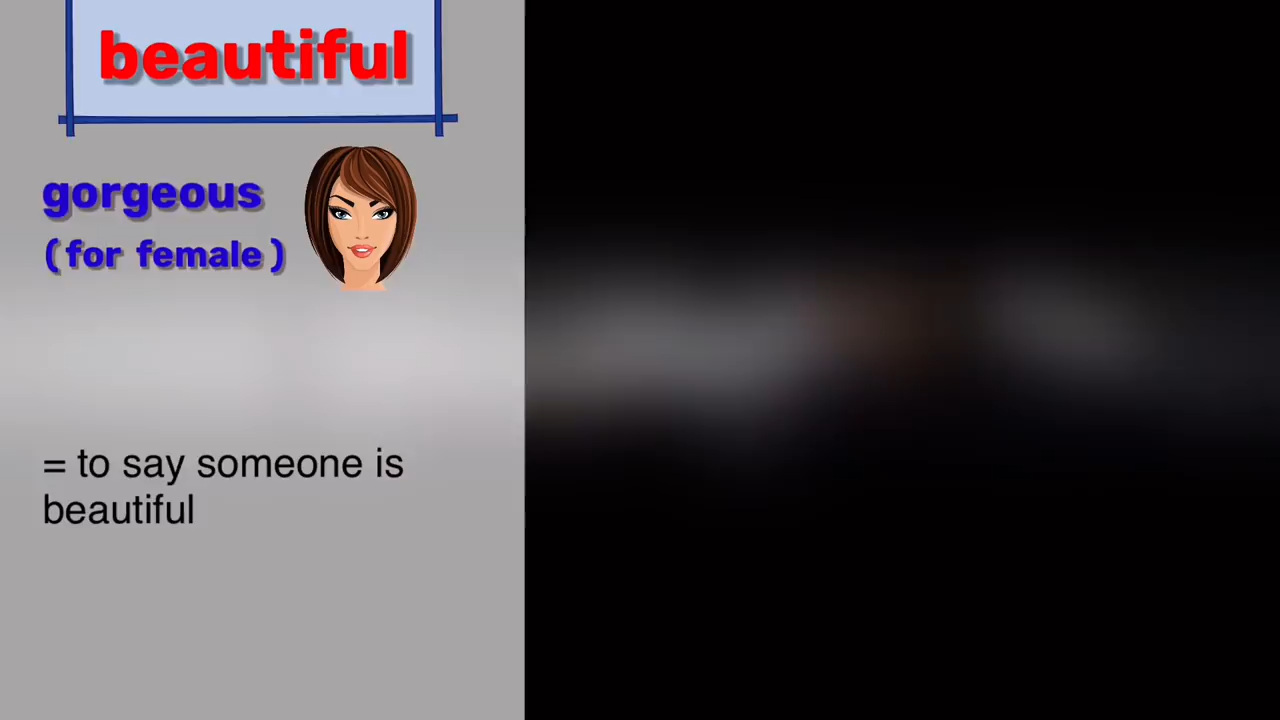 beautiful
gorgeous
(for female)
= to say someone is
beautiful